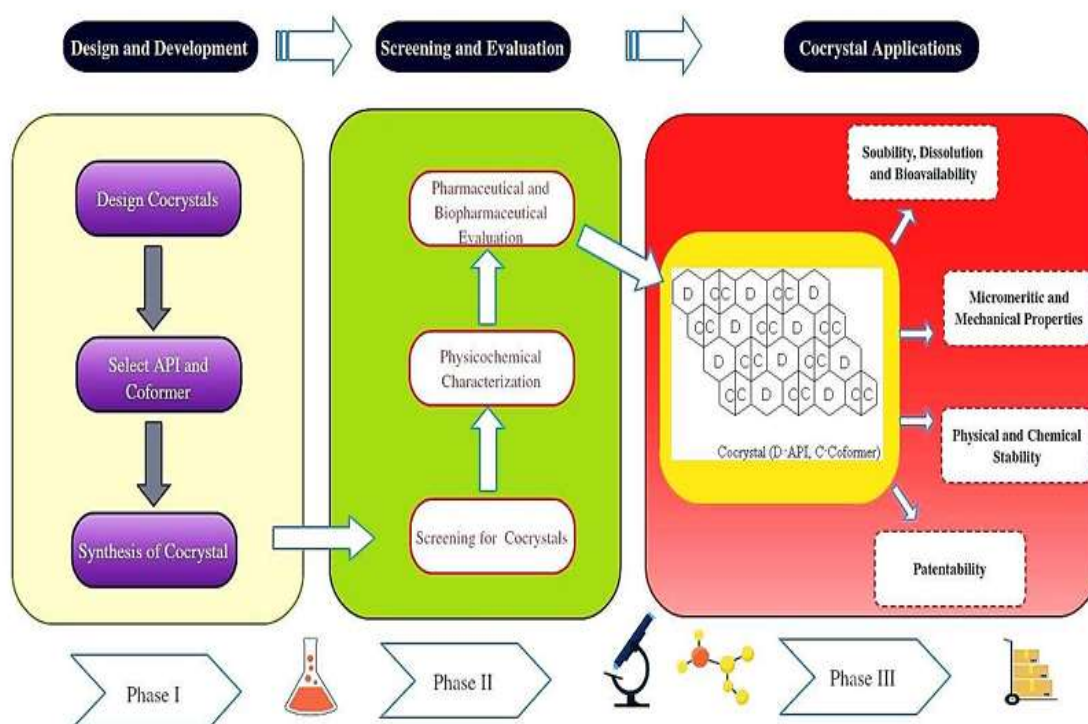 Design and Development
Screening and Evaluation
Cocrystal Applications
Design Cocrystals
Select API and
Coformer
Synthesis of Cocrystal
Pharmaceutical and
Biopharmaceutical
Evaluation
Physicochemical
Characterization
Screening for Cocrystals
D CC D CC D
CC D CC D CC
D CC D CC D
CC D CC D CC
Cocrystal (D-API, C-Coformer)
Soubility, Dissolution
and Bioavailability
Micromeritic and
Mechanical Properties
Physical and Chemical
Stability
Patentability
Phase I
Phase II
Phase III